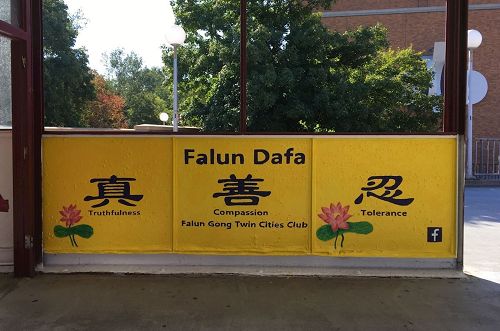 Falun Dafa
真 善 忍
Truthfulness Compassion Tolerance
Falun Gong Twin Cities Club
f